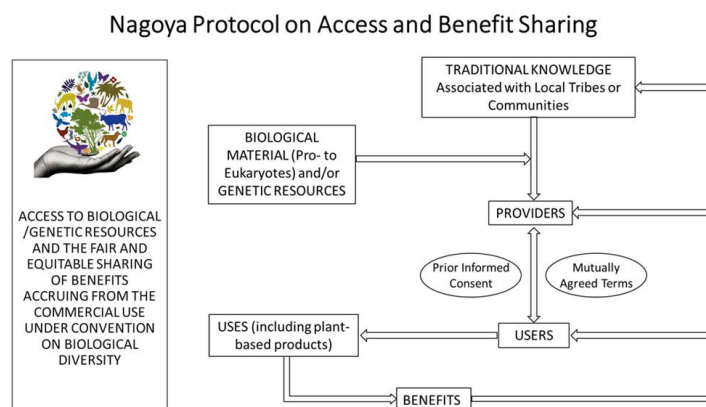 Nagoya Protocol on Access and Benefit Sharing
TRADITIONAL KNOWLEDGE
Associated with Local Tribes or
Communities
BIOLOGICAL
MATERIAL (Pro- to
Eukaryotes) and/or
GENETIC RESOURCES
ACCESS TO BIOLOGICAL
/GENETIC RESOURCES
AND THE FAIR AND
EQUITABLE SHARING
OF BENEFITS
ACCRUING FROM THE
COMMERCIAL USE
UNDER CONVENTION
ON BIOLOGICAL
DIVERSITY
PROVIDERS
Prior Informed
Consent
Mutually
Agreed Terms
USES (including plant-
based products)
USERS
BENEFITS